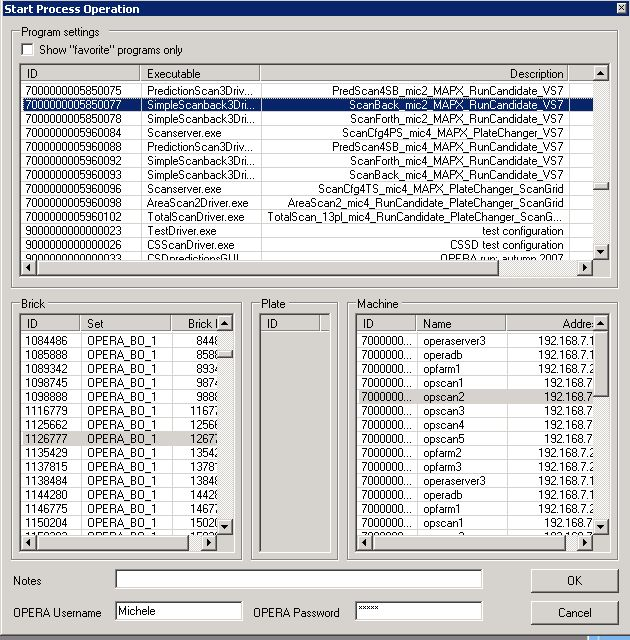 Start Process Operation
Program settings
Show "favorite" programs only
ID Executable Description
7000000005850075 PredictionScan3Driv... PredScan4SB_mic2_MAPX_RunCandidate_VS7
7000000005850077 SimpleScanback3Dri... ScanBack_mic2_MAPX_RunCandidate_VS7
7000000005850078 SimpleScanback3Dri... ScanForth_mic2_MAPX_RunCandidate_VS7
7000000005960084 Scanserver.exe ScanCfg4PS_mic4_MAPX_PlateChanger_VS7
7000000005960088 PredictionScan3Driv... PredScan4SB_mic4_MAPX_RunCandidate_VS7
7000000005960092 SimpleScanback3Dri... ScanForth_mic4_MAPX_RunCandidate_VS7
7000000005960093 SimpleScanback3Dri... ScanBack_mic4_MAPX_RunCandidate_VS7
7000000005960096 Scanserver.exe ScanCfg4TS_mic4_MAPX_PlateChanger_ScanGrid
7000000005960098 AreaScan2Driver.exe AreaScan2_mic4_RunCandidate_PlateChanger_VS7
7000000005960102 TotalScanDriver.exe TotalScan_13pl_mic4_RunCandidate_PlateChanger_ScanG...
9000000000000023 TestDriver.exe test configuration
9000000000000026 CSScanDriver.exe CSSD test configuration
9000000000000033 CSDpredictionsGUI OPERA run: autumn 2007
Brick
ID Set Brick
1084486 OPERA_BO_1 8448
1085888 OPERA_BO_1 8588
1089342 OPERA_BO_1 8934
1098745 OPERA_BO_1 9874
1098888 OPERA_BO_1 9888
1116779 OPERA_BO_1 11677
1125662 OPERA_BO_1 12566
1126777 OPERA_BO_1 12677
1135429 OPERA_BO_1 13542
1137815 OPERA_BO_1 13781
1138484 OPERA_BO_1 13848
1144280 OPERA_BO_1 14428
1146775 OPERA_BO_1 14677
1150204 OPERA_BO_1 15020
Plate
ID
Machine
ID Name Addre
7000000... operaserver3 192.168.7.1
7000000... operadb 192.168.7.1
7000000... opfarm1 192.168.7.2
7000000... opscan1 192.168.7
7000000... opscan2 192.168.7
7000000... opscan3 192.168.7
7000000... opscan4 192.168.7
7000000... opscan5 192.168.7
7000000... opfarm2 192.168.7.2
7000000... opfarm3 192.168.7.2
7000000... operaserver3 192.168.7.1
7000000... operadb 192.168.7.1
7000000... opfarm1 192.168.7.2
7000000... opscan1 192.168.7
Notes
OK
OPERA Username Michele OPERA Password *****
Cancel